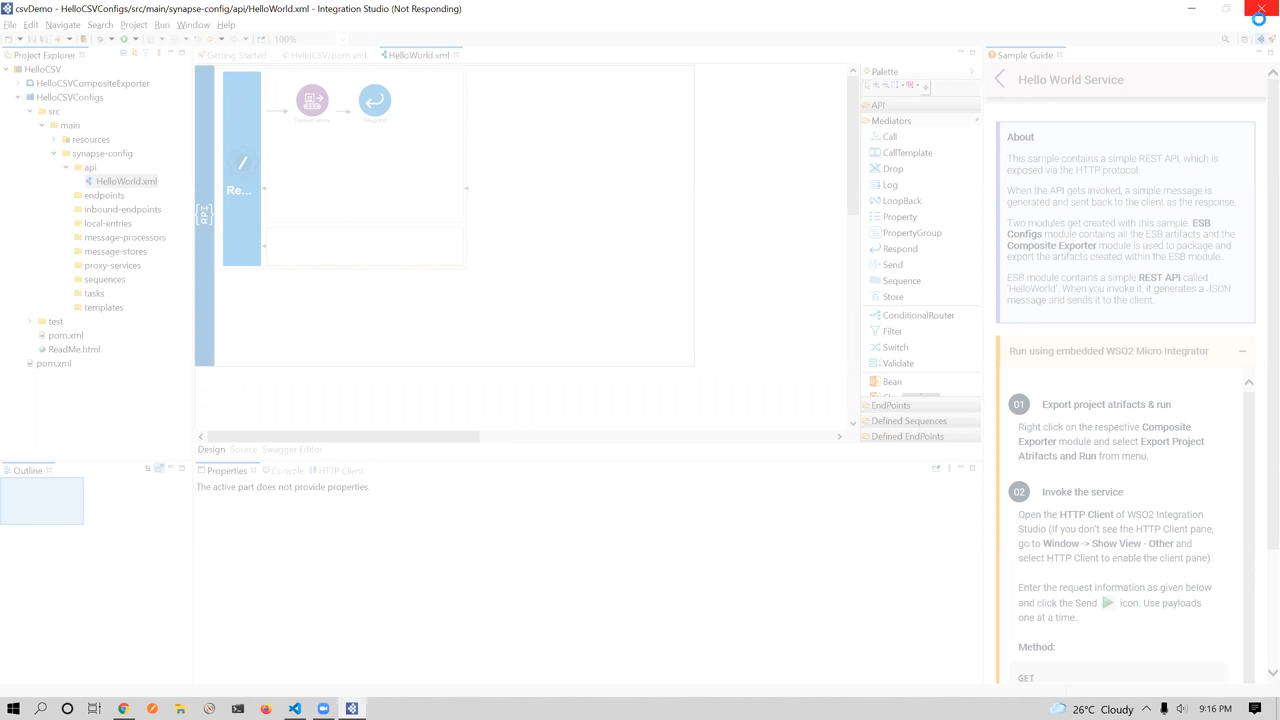 csvDemo - HelloCSVConfigs/src/main/synapse-config/api/HelloWorld.xml - Integration Studio (Not Responding)
File Edit Navigate Search Project Run Window Help
100%
Project Explorer
Getting Started
HelloCSV/pom.xml
HelloWorld.xml
Sample Guide
HelloCSV
HelloCSVCompositeExporter
HelloCSVConfigs
src
main
resources
synapse-config
api
HelloWorld.xml
endpoints
inbound-endpoints
local-entries
message-processors
message-stores
proxy-services
sequences
tasks
templates
test
pom.xml
ReadMe.html
pom.xml
API
Re...
Respond
Palette
API
Mediators
Call
CallTemplate
Drop
Log
LoopBack
Property
PropertyGroup
Respond
Send
Sequence
Store
ConditionalRouter
Filter
Switch
Validate
Bean
EndPoints
Defined Sequences
Defined EndPoints
Design Source Swagger Editor
Hello World Service
About
This sample contains a simple REST API, which is
exposed via the HTTP protocol.
When the API gets invoked, a simple message is
generated and sent back to the client as the response.
Two modules get created with this sample. ESB
Configs module contains all the ESB artifacts and the
Composite Exporter module is used to package and
export the artifacts created within the ESB module.
ESB module contains a simple REST API called
'HelloWorld'. When you invoke it, it generates a JSON
message and sends it to the client.
Run using embedded WSO2 Micro Integrator
01 Export project atrifacts & run
Right click on the respective Composite
Exporter module and select Export Project
Atrifacts and Run from menu.
02 Invoke the service
Open the HTTP Client of WSO2 Integration
Studio (If you don't see the HTTP Client pane,
go to Window -> Show View - Other and
select HTTP Client to enable the client pane).
Enter the request information as given below
and click the Send icon. Use payloads
one at a time.
Method:
GET
Outline
Properties Console HTTP Client
The active part does not provide properties.
26°C Cloudy 9:16 PM